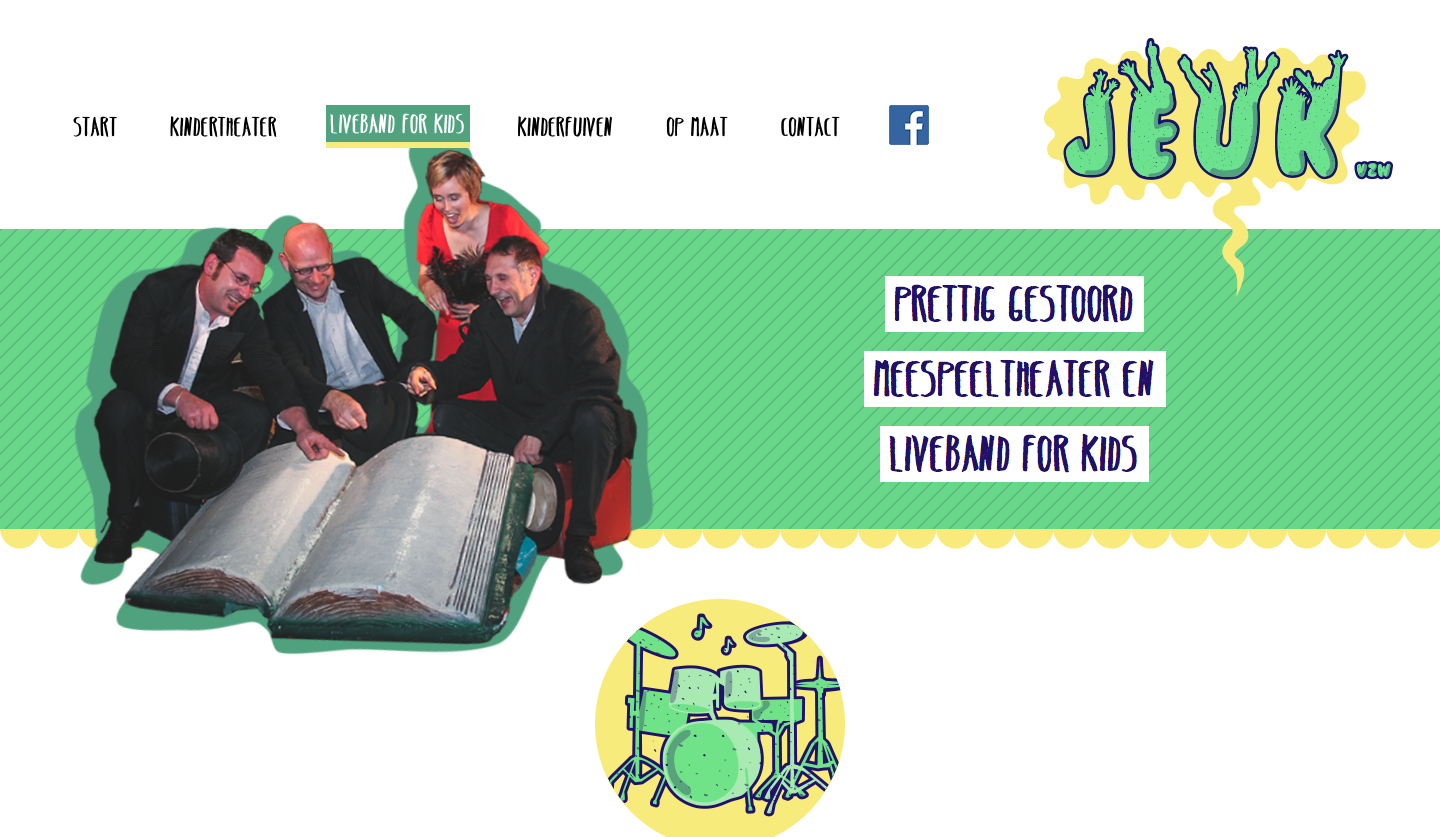 START KINDERTHEATER LIVEBAND FOR KIDS KINDERFUIVEN OP MAAT CONTACT
JEUK VZW
PRETTIG GESTOORD
MEESPEELTHEATER EN
LIVEBAND FOR KIDS